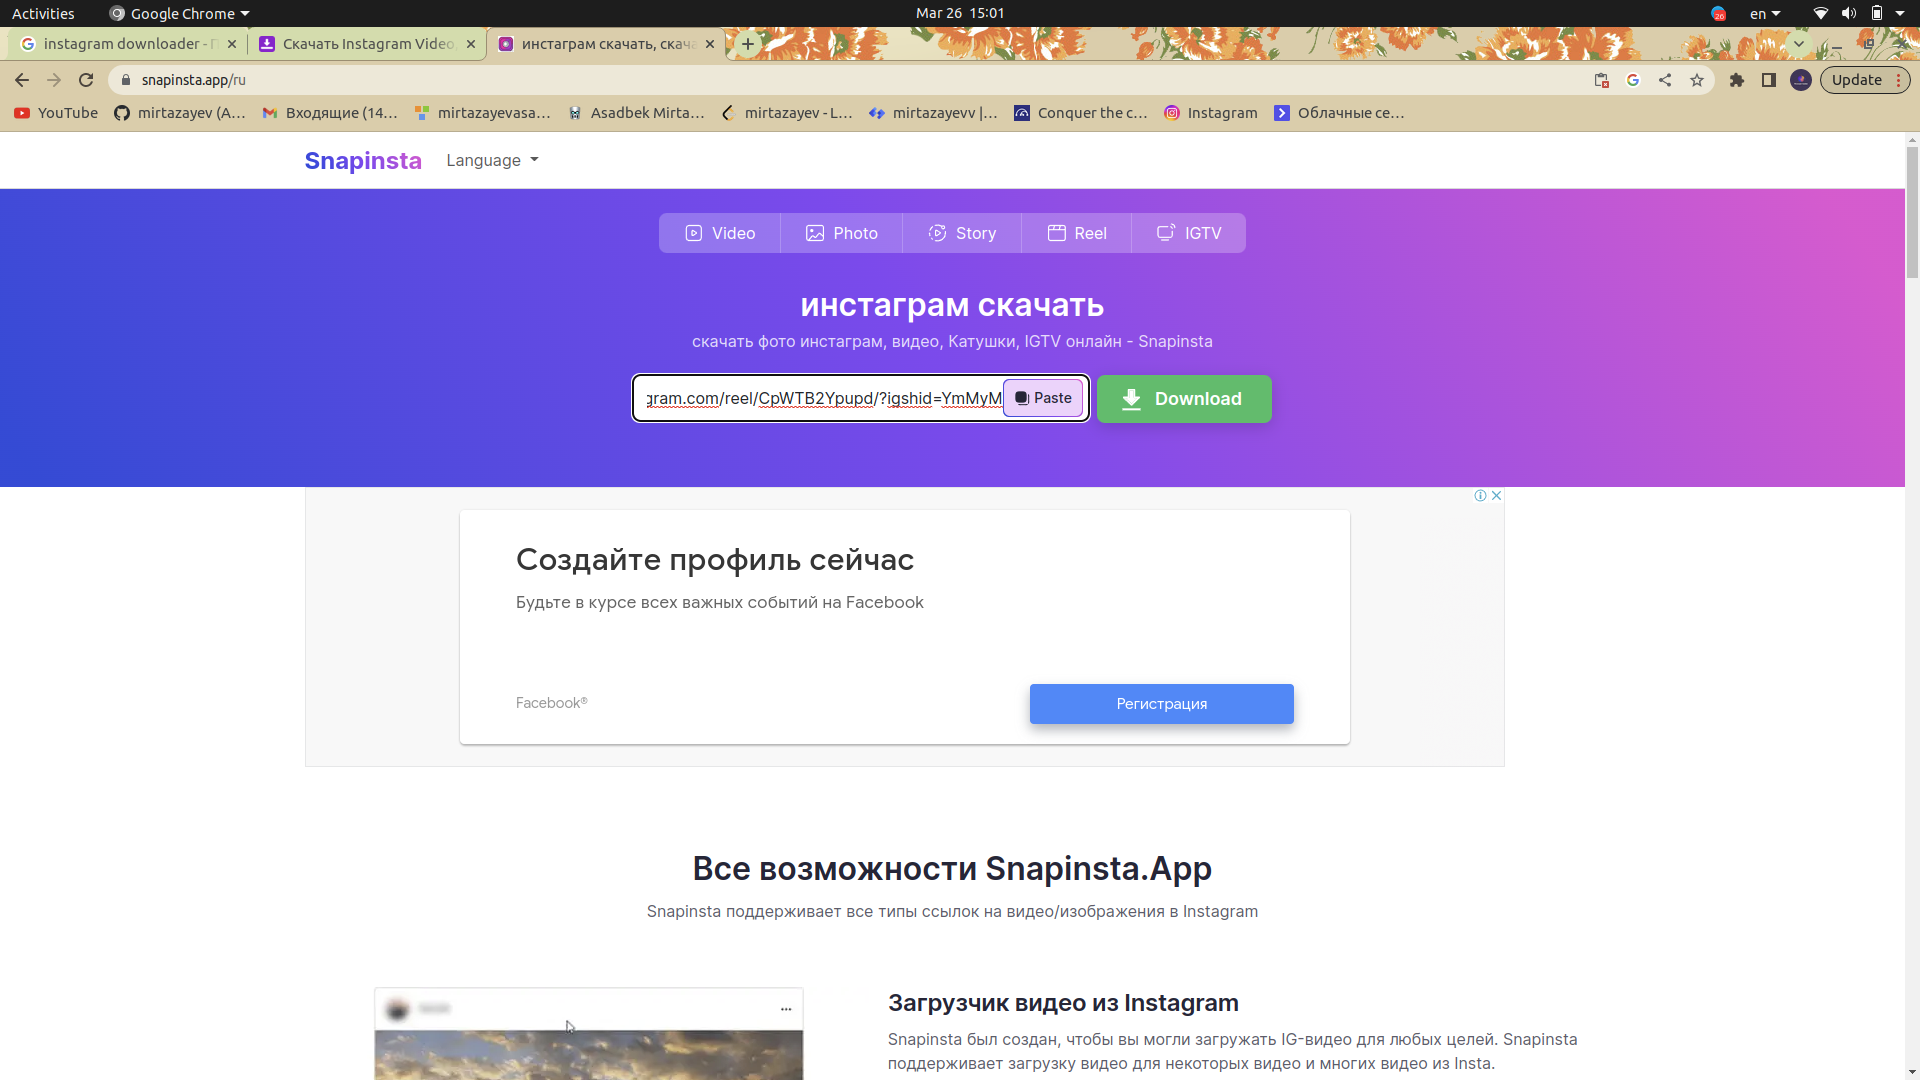 Activities
Google Chrome
Mar 26 15:01
26
en
instagram downloader - П
Скачать Instagram Video,
инстаграм скачать, скача
snapinsta.app/ru
Update
YouTube
mirtazayev (A...
Входящие (14...
mirtazayevasa...
Asadbek Mirta...
mirtazayev - L...
mirtazayevv |...
Conquer the c...
Instagram
Облачные се...
Snapinsta
Language
Video
Photo
Story
Reel
IGTV
инстаграм скачать
скачать фото инстаграм, видео, Катушки, IGTV онлайн - Snapinsta
gram.com/reel/CpWTB2Ypupd/?igshid=YmMyM
Paste
Download
Создайте профиль сейчас
Будьте в курсе всех важных событий на Facebook
Facebook®
Регистрация
Все возможности Snapinsta.App
Snapinsta поддерживает все типы ссылок на видео/изображения в Instagram
Загрузчик видео из Instagram
Snapinsta был создан, чтобы вы могли загружать IG-видео для любых целей. Snapinsta
поддерживает загрузку видео для некоторых видео и многих видео из Insta.